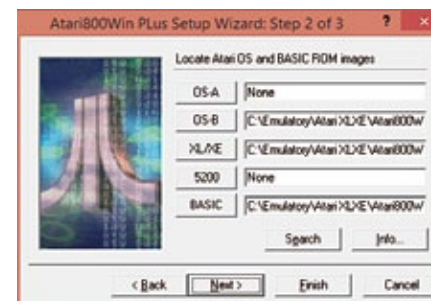 Atari800Win PLus Setup Wizard: Step 2 of 3 ? ×
Locate Atari OS and BASIC ROM images
OS-A None
OS-B C:\Emulatory\Atari XL\XE\Atari800W
XL/XE C:\Emulatory\Atari XL\XE\Atari800W
5200 None
BASIC C:\Emulatory\Atari XL\XE\Atari800W
Search Info...
< Back Next > Finish Cancel